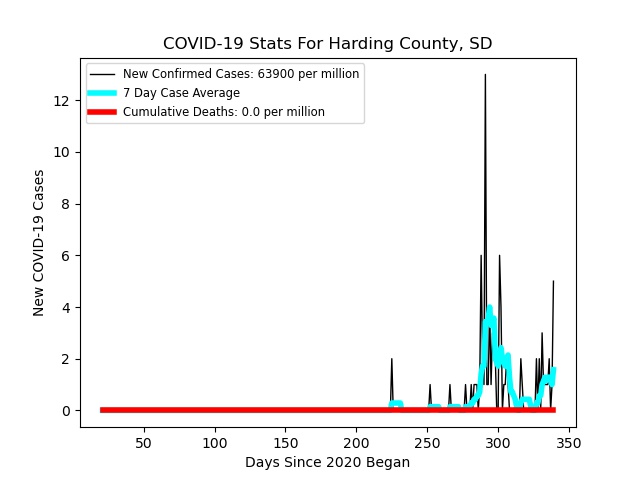 COVID-19 Stats For Harding County, SD
New Confirmed Cases: 63900 per million
7 Day Case Average
Cumulative Deaths: 0.0 per million
New COVID-19 Cases
12
10
8
6
4
2
0
50 100 150 200 250 300 350
Days Since 2020 Began